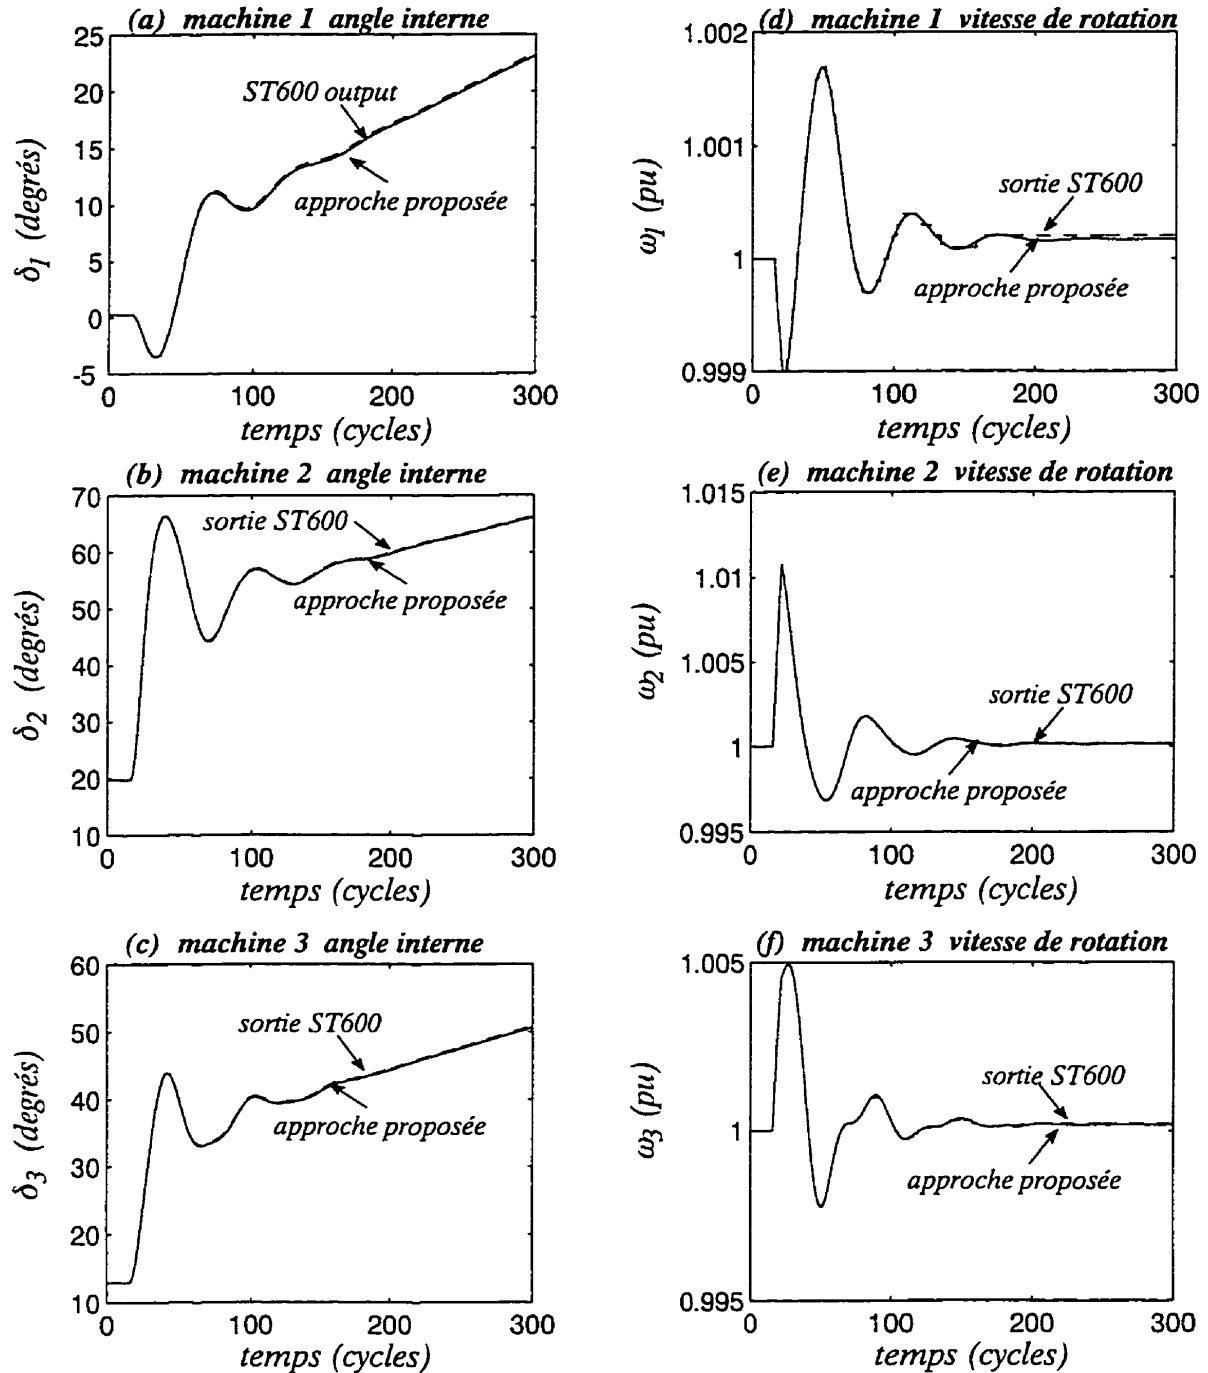 (a) machine 1 angle interne
25
20
15
10
5
0
-5
δ1 (degrés)
ST600 output
approche proposée
0 100 200 300
temps (cycles)
(d) machine 1 vitesse de rotation
1.002
1.001
1
0.999
ω1 (pu)
sortie ST600
approche proposée
0 100 200 300
temps (cycles)
(b) machine 2 angle interne
70
60
50
40
30
20
10
δ2 (degrés)
sortie ST600
approche proposée
0 100 200 300
temps (cycles)
(e) machine 2 vitesse de rotation
1.015
1.01
1.005
1
0.995
ω2 (pu)
sortie ST600
approche proposée
0 100 200 300
temps (cycles)
(c) machine 3 angle interne
60
50
40
30
20
10
δ3 (degrés)
sortie ST600
approche proposée
0 100 200 300
temps (cycles)
(f) machine 3 vitesse de rotation
1.005
1
0.995
ω3 (pu)
sortie ST600
approche proposée
0 100 200 300
temps (cycles)